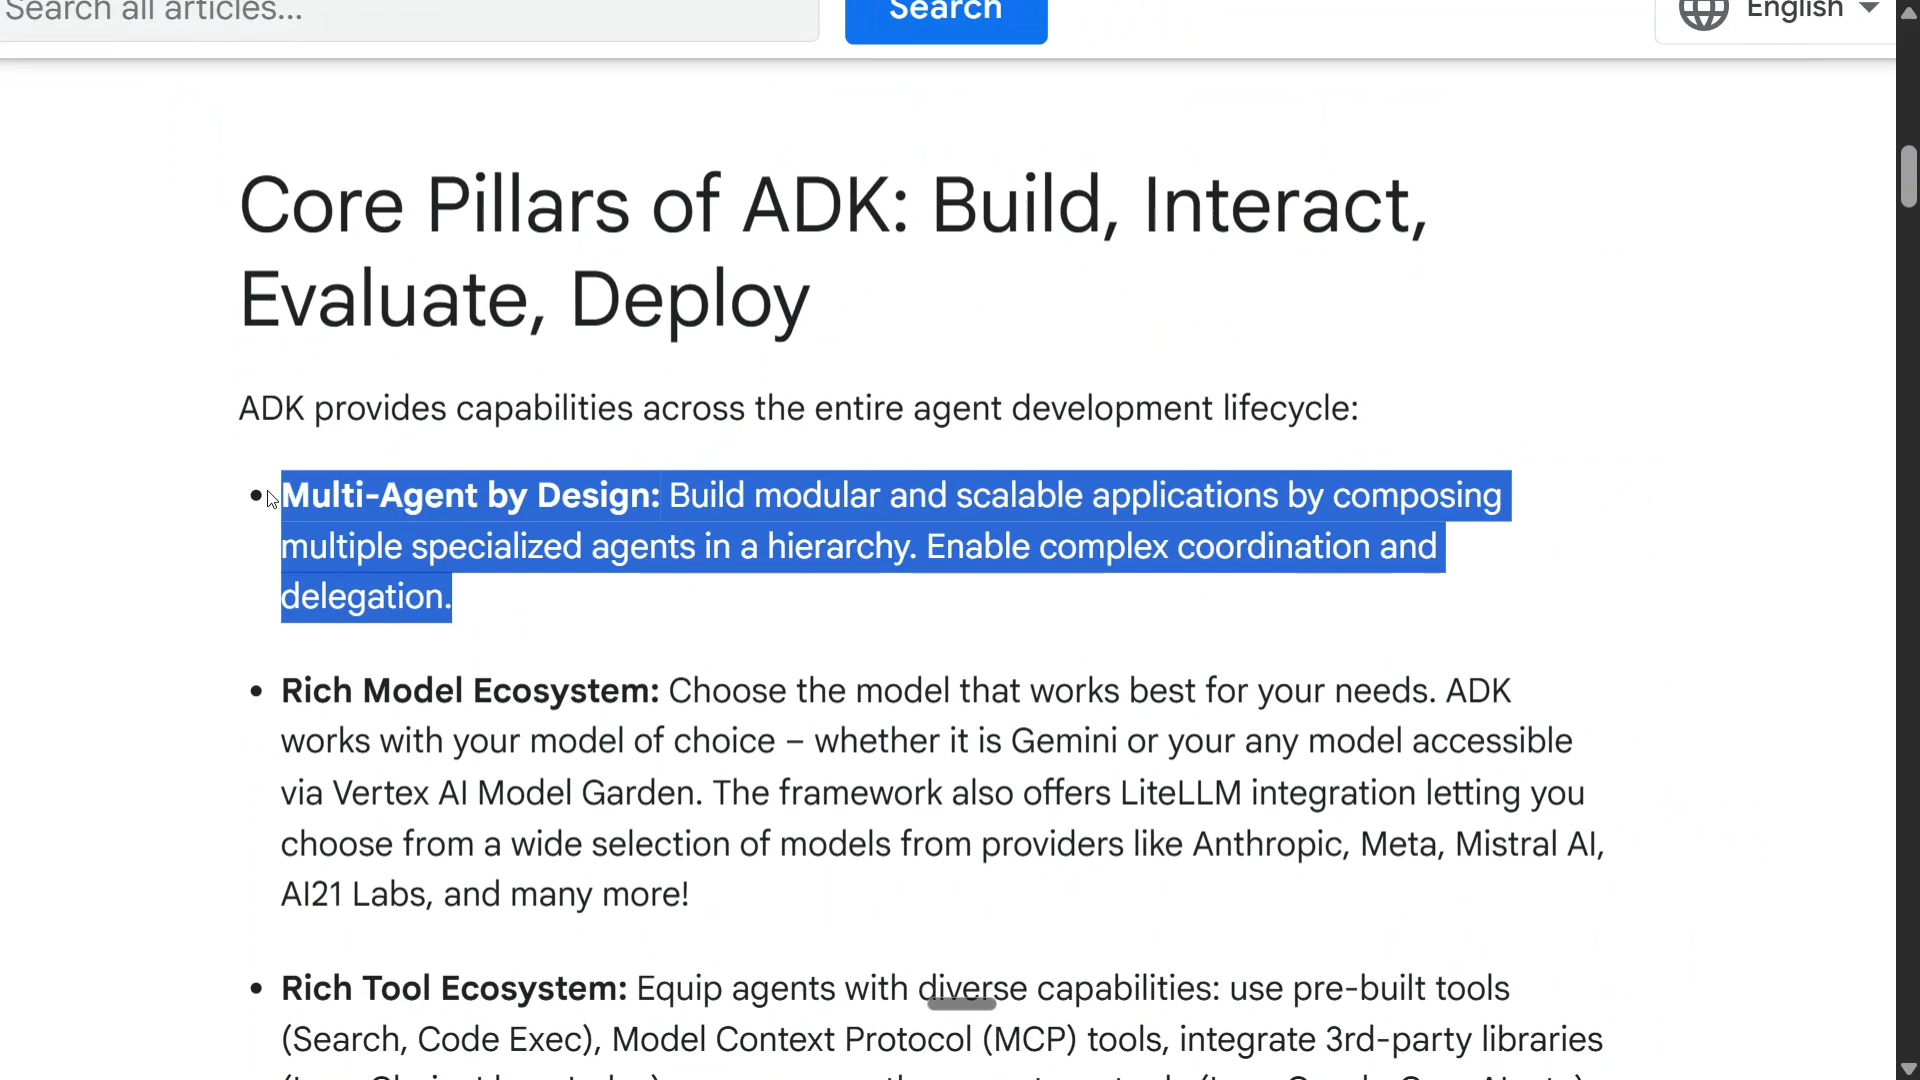 Search all articles...
Search
English
Core Pillars of ADK: Build, Interact,
Evaluate, Deploy
ADK provides capabilities across the entire agent development lifecycle:
• Multi-Agent by Design: Build modular and scalable applications by composing
multiple specialized agents in a hierarchy. Enable complex coordination and
delegation.
• Rich Model Ecosystem: Choose the model that works best for your needs. ADK
works with your model of choice – whether it is Gemini or your any model accessible
via Vertex AI Model Garden. The framework also offers LiteLLM integration letting you
choose from a wide selection of models from providers like Anthropic, Meta, Mistral AI,
AI21 Labs, and many more!
• Rich Tool Ecosystem: Equip agents with diverse capabilities: use pre-built tools
(Search, Code Exec), Model Context Protocol (MCP) tools, integrate 3rd-party libraries